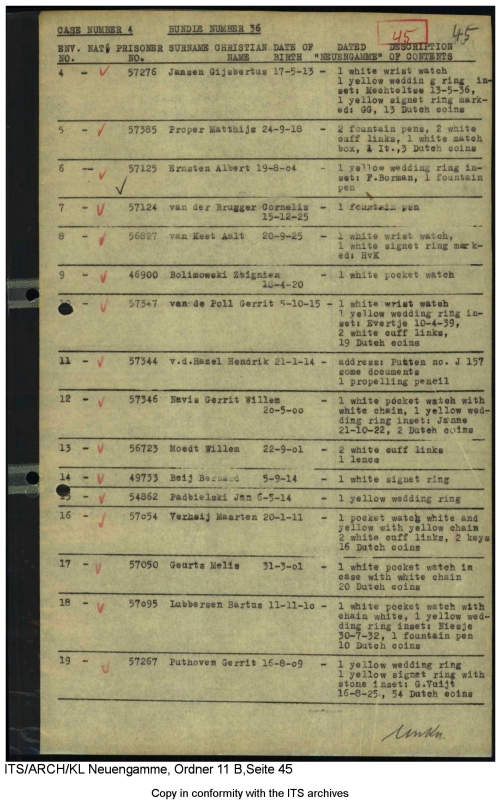 CASE NUMBER 4 BUNDLE NUMBER 36 45 45
ENV. NAT. PRISONER SURNAME CHRISTIAN DATE OF DATED DESCRIPTION
NO. NO. NAME BIRTH "NEUENGAMME" OF CONTENTS
4 - 57276 Jansen Gijsbertus 17-5-13 - 1 white wrist watch
1 yellow wedding ring in-
set: Mechteltse 13-5-36,
1 yellow signet ring mark-
ed: GG, 13 Dutch coins
5 - 57385 Proper Matthijs 24-9-18 - 2 fountain pens, 2 white
cuff links, 1 white match
box, 1 It.,3 Dutch coins
6 - 57125 Ernsten Albert 19-8-04 - 1 yellow wedding ring in-
set: F.Borman, 1 fountain
pen
7 - 57124 van der Brugger Cornelis - 1 fountain pen
15-12-25
8 - 56827 van Keet Aalt 20-9-25 - 1 white wrist watch,
1 white signet ring mark-
ed: HvK
9 - 46900 Bolimowski Zbigniew - 1 white pocket watch
18-4-20
- 57347 van de Poll Gerrit 5-10-15 - 1 white wrist watch
1 yellow wedding ring in-
set: Evertje 10-4-39,
2 white cuff links,
19 Dutch coins
11 - 57344 v.d.Hazel Hendrik 21-1-14 - address: Putten no. J 157
some documents
1 propelling pencil
12 - 57346 Navis Gerrit Willem - 1 white pocket watch with
20-5-00 white chain, 1 yellow wed-
ding ring inset: Janne
21-10-22, 2 Dutch coins
13 - 56723 Moedt Willem 22-9-01 - 2 white cuff links
1 lence
14 - 49733 Beij Bernard 5-9-14 - 1 white signet ring
15 - 54862 Padbielski Jan 6-5-14 - 1 yellow wedding ring
16 - 57054 Verheij Maarten 20-1-11 - 1 pocket watch white and
yellow with yellow chain
2 white cuff links, 2 keys
16 Dutch coins
17 - 57050 Geurts Melis 31-3-01 - 1 white pocket watch in
case with white chain
20 Dutch coins
18 - 57095 Lubbersen Bartus 11-11-10 - 1 white pocket watch with
chain white, 1 yellow wed-
ding ring inset: Niesje
30-7-32, 1 fountain pen
10 Dutch coins
19 - 57267 Puthoven Gerrit 16-8-09 - 1 yellow wedding ring
1 yellow signet ring with
stone inset: G.Vuijt
16-8-25, 54 Dutch coins
ITS/ARCH/KL Neuengamme, Ordner 11 B,Seite 45
Copy in conformity with the ITS archives